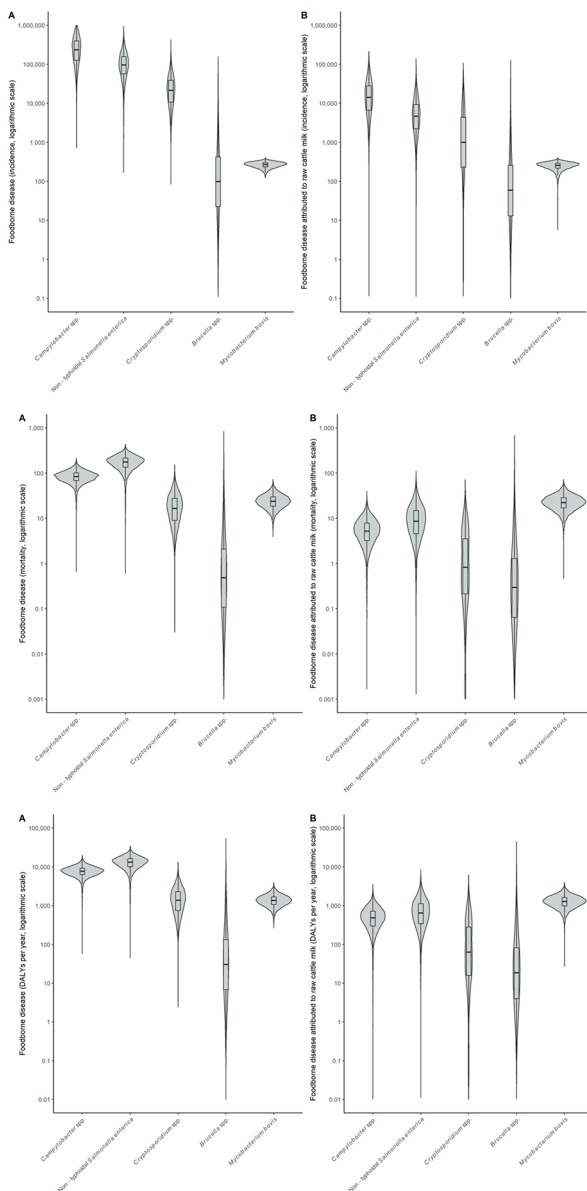 A
Foodborne disease (incidence, logarithmic scale)
1,000,000
100,000
10,000
1,000
100
10
1
0.1
Campylobacter spp.
Non-typhoidal Salmonella enterica
Cryptosporidium spp.
Brucella spp.
Mycobacterium bovis
B
Foodborne disease attributed to raw cattle milk (incidence, logarithmic scale)
1,000,000
100,000
10,000
1,000
100
10
1
0.1
Campylobacter spp.
Non-typhoidal Salmonella enterica
Cryptosporidium spp.
Brucella spp.
Mycobacterium bovis
A
Foodborne disease (mortality, logarithmic scale)
1,000
100
10
1
0.1
0.01
0.001
Campylobacter spp.
Non-typhoidal Salmonella enterica
Cryptosporidium spp.
Brucella spp.
Mycobacterium bovis
B
Foodborne disease attributed to raw cattle milk (mortality, logarithmic scale)
1,000
100
10
1
0.1
0.01
0.001
Campylobacter spp.
Non-typhoidal Salmonella enterica
Cryptosporidium spp.
Brucella spp.
Mycobacterium bovis
A
Foodborne disease (DALYs per year, logarithmic scale)
100,000
10,000
1,000
100
10
1
0.1
0.01
Campylobacter spp.
Non-typhoidal Salmonella enterica
Cryptosporidium spp.
Brucella spp.
Mycobacterium bovis
B
Foodborne disease attributed to raw cattle milk (DALYs per year, logarithmic scale)
100,000
10,000
1,000
100
10
1
0.1
0.01
Campylobacter spp.
Non-typhoidal Salmonella enterica
Cryptosporidium spp.
Brucella spp.
Mycobacterium bovis